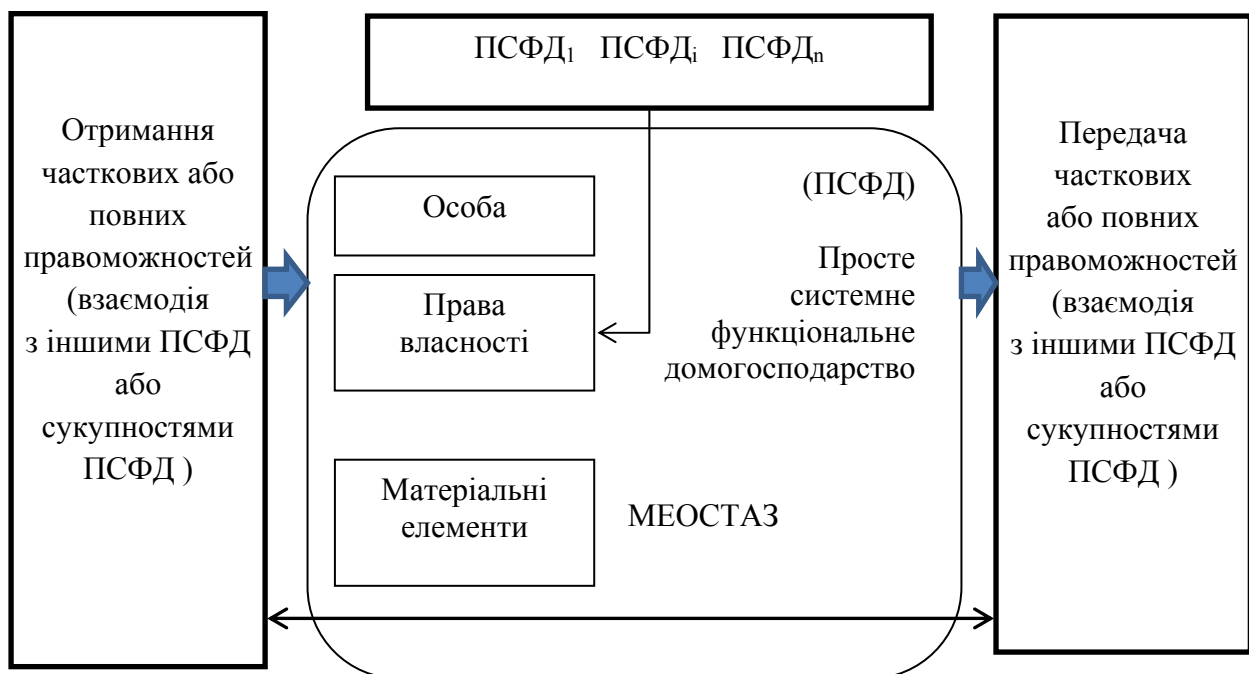 ПСФД₁ ПСФДᵢ ПСФДₙ
Отримання
часткових або
повних
правоможностей
(взаємодія
з іншими ПСФД
або
сукупностями
ПСФД )
Особа
Права
власності
Матеріальні
елементи
(ПСФД)
Просте
системне
функціональне
домогосподарство
МЕОСТАЗ
Передача
часткових
або повних
правоможностей
(взаємодія
з іншими ПСФД
або
сукупностями
ПСФД )